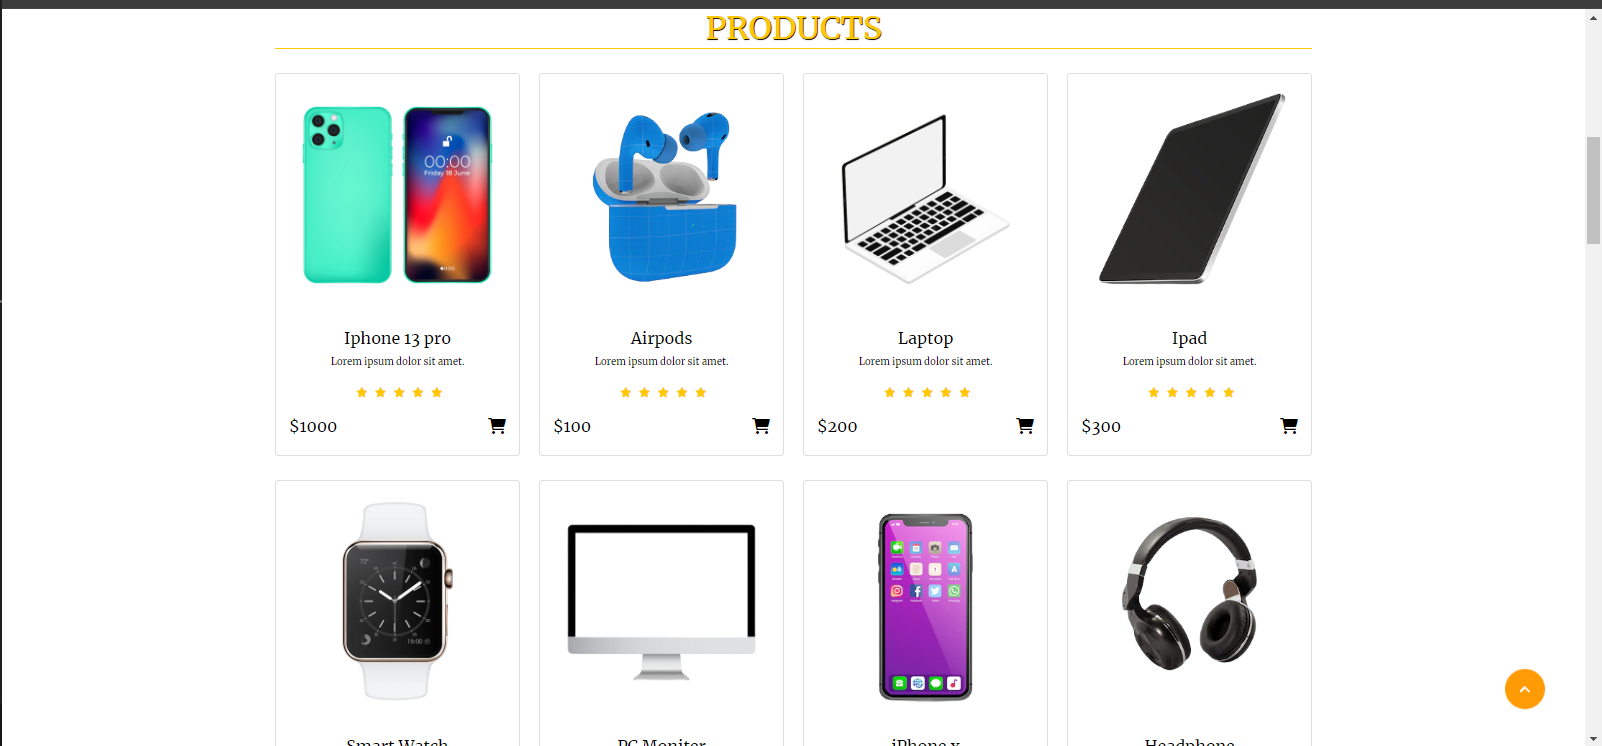 PRODUCTS
00:00
Friday 18 June
Iphone 13 pro
Airpods
Laptop
Ipad
Lorem ipsum dolor sit amet.
Lorem ipsum dolor sit amet.
Lorem ipsum dolor sit amet.
Lorem ipsum dolor sit amet.
$1000
$100
$200
$300
Smart Watch
PC Moniter
iPhone x
Headphone